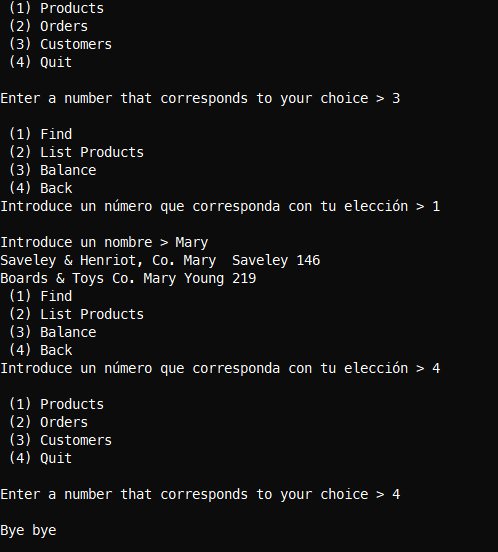 (1) Products
(2) Orders
(3) Customers
(4) Quit
Enter a number that corresponds to your choice > 3
(1) Find
(2) List Products
(3) Balance
(4) Back
Introduce un número que corresponda con tu elección > 1
Introduce un nombre > Mary
Saveley & Henriot, Co. Mary  Saveley 146
Boards & Toys Co. Mary Young 219
(1) Find
(2) List Products
(3) Balance
(4) Back
Introduce un número que corresponda con tu elección > 4
(1) Products
(2) Orders
(3) Customers
(4) Quit
Enter a number that corresponds to your choice > 4
Bye bye